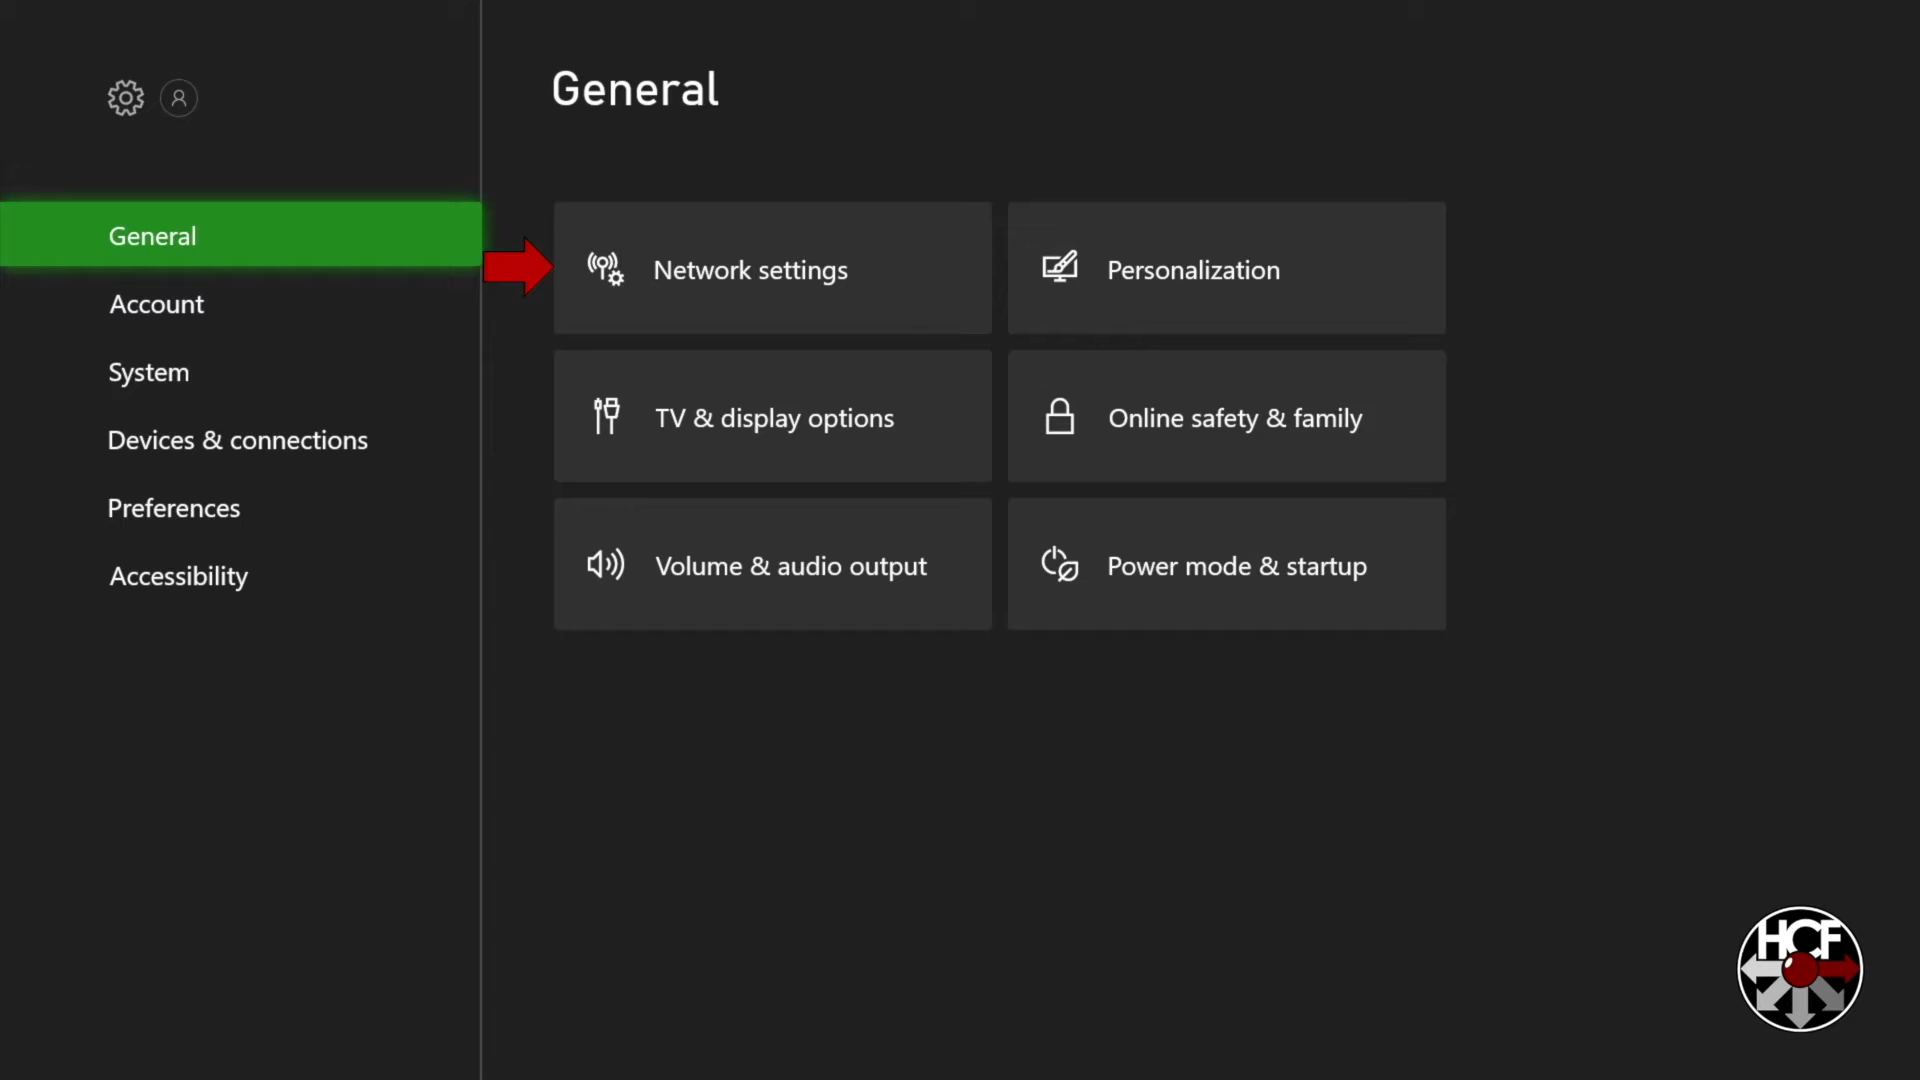 General
General
Account
System
Devices & connections
Preferences
Accessibility
Network settings
Personalization
TV & display options
Online safety & family
Volume & audio output
Power mode & startup
HCF